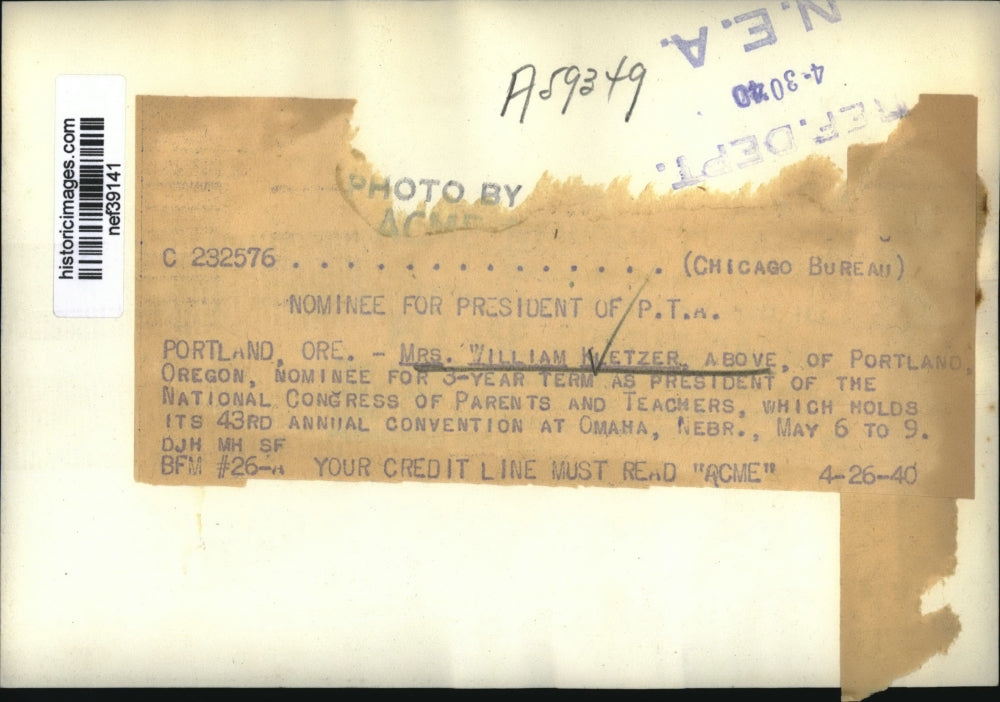 N.E.A.
4-30 40
REF. DEPT.
A59349
historicimages.com
nef39141
PHOTO BY
ACME
C 232576 . . . . . . . . . . . . . . . (CHICAGO BUREAU)
NOMINEE FOR PRESIDENT OF P.T.A.
PORTLAND, ORE. - MRS. WILLIAM KLETZER, ABOVE, OF PORTLAND,
OREGON, NOMINEE FOR 3-YEAR TERM AS PRESIDENT OF THE
NATIONAL CONGRESS OF PARENTS AND TEACHERS, WHICH HOLDS
ITS 43RD ANNUAL CONVENTION AT OMAHA, NEBR., MAY 6 TO 9.
DJH MH SF
BFM #26-A YOUR CREDIT LINE MUST READ "ACME" 4-26-40